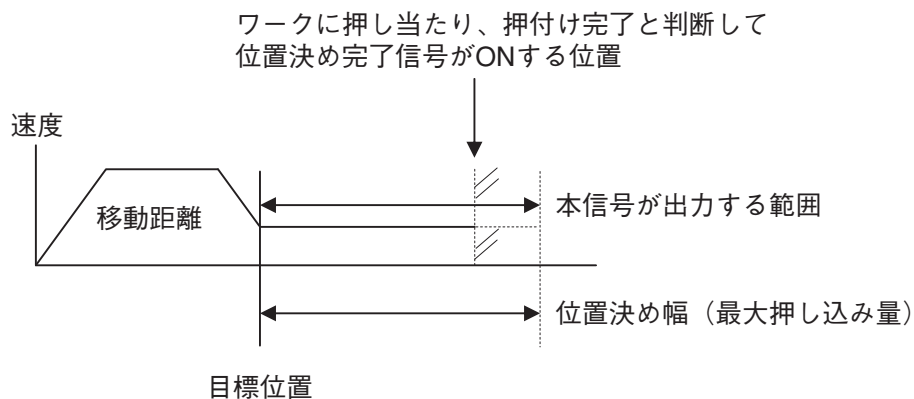 ワークに押し当たり、押付け完了と判断して
位置決め完了信号がONする位置
速度
移動距離
本信号が出力する範囲
位置決め幅（最大押し込み量）
目標位置